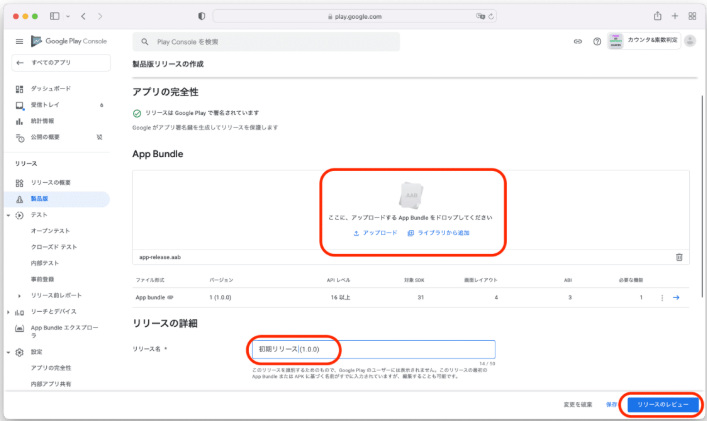 play.google.com
Google Play Console
Play Console を検索
カウンタ&素数判定
すべてのアプリ
製品版リリースの作成
ダッシュボード
受信トレイ 6
統計情報
公開の概要
リリース
リリースの概要
製品版
テスト
オープンテスト
クローズド テスト
内部テスト
事前登録
リリース前レポート
リーチとデバイス
App Bundle エクスプローラ
設定
アプリの完全性
内部アプリ共有
アプリの完全性
リリースは Google Play で署名されています
Google がアプリ署名鍵を生成してリリースを保護します
App Bundle
AAB
ここに、アップロードする App Bundle をドロップしてください
アップロード ライブラリから追加
app-release.aab
ファイル形式 バージョン API レベル 対象 SDK 画面レイアウト ABI 必要な機能
App bundle 1 (1.0.0) 16 以上 31 4 3 1
リリースの詳細
リリース名 *
初期リリース(1.0.0)
14 / 50
このリリースを識別するためのもので、Google Play のユーザーには表示されません。このリリースの最初の
App Bundle または APK に基づく名前がすでに入力されていますが、編集することも可能です。
変更を破棄 保存 リリースのレビュー